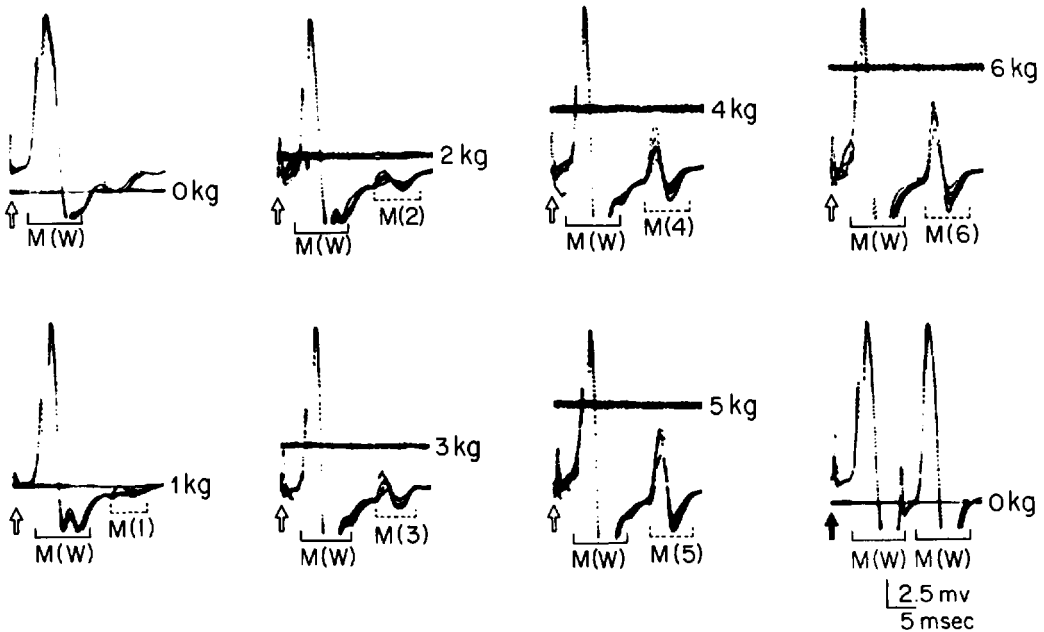 0 kg
M(W)
2 kg
M(W) M(2)
4 kg
M(W) M(4)
6 kg
M(W) M(6)
1 kg
M(W) M(1)
3 kg
M(W) M(3)
5 kg
M(W) M(5)
0 kg
M(W) M(W)
2.5 mv
5 msec